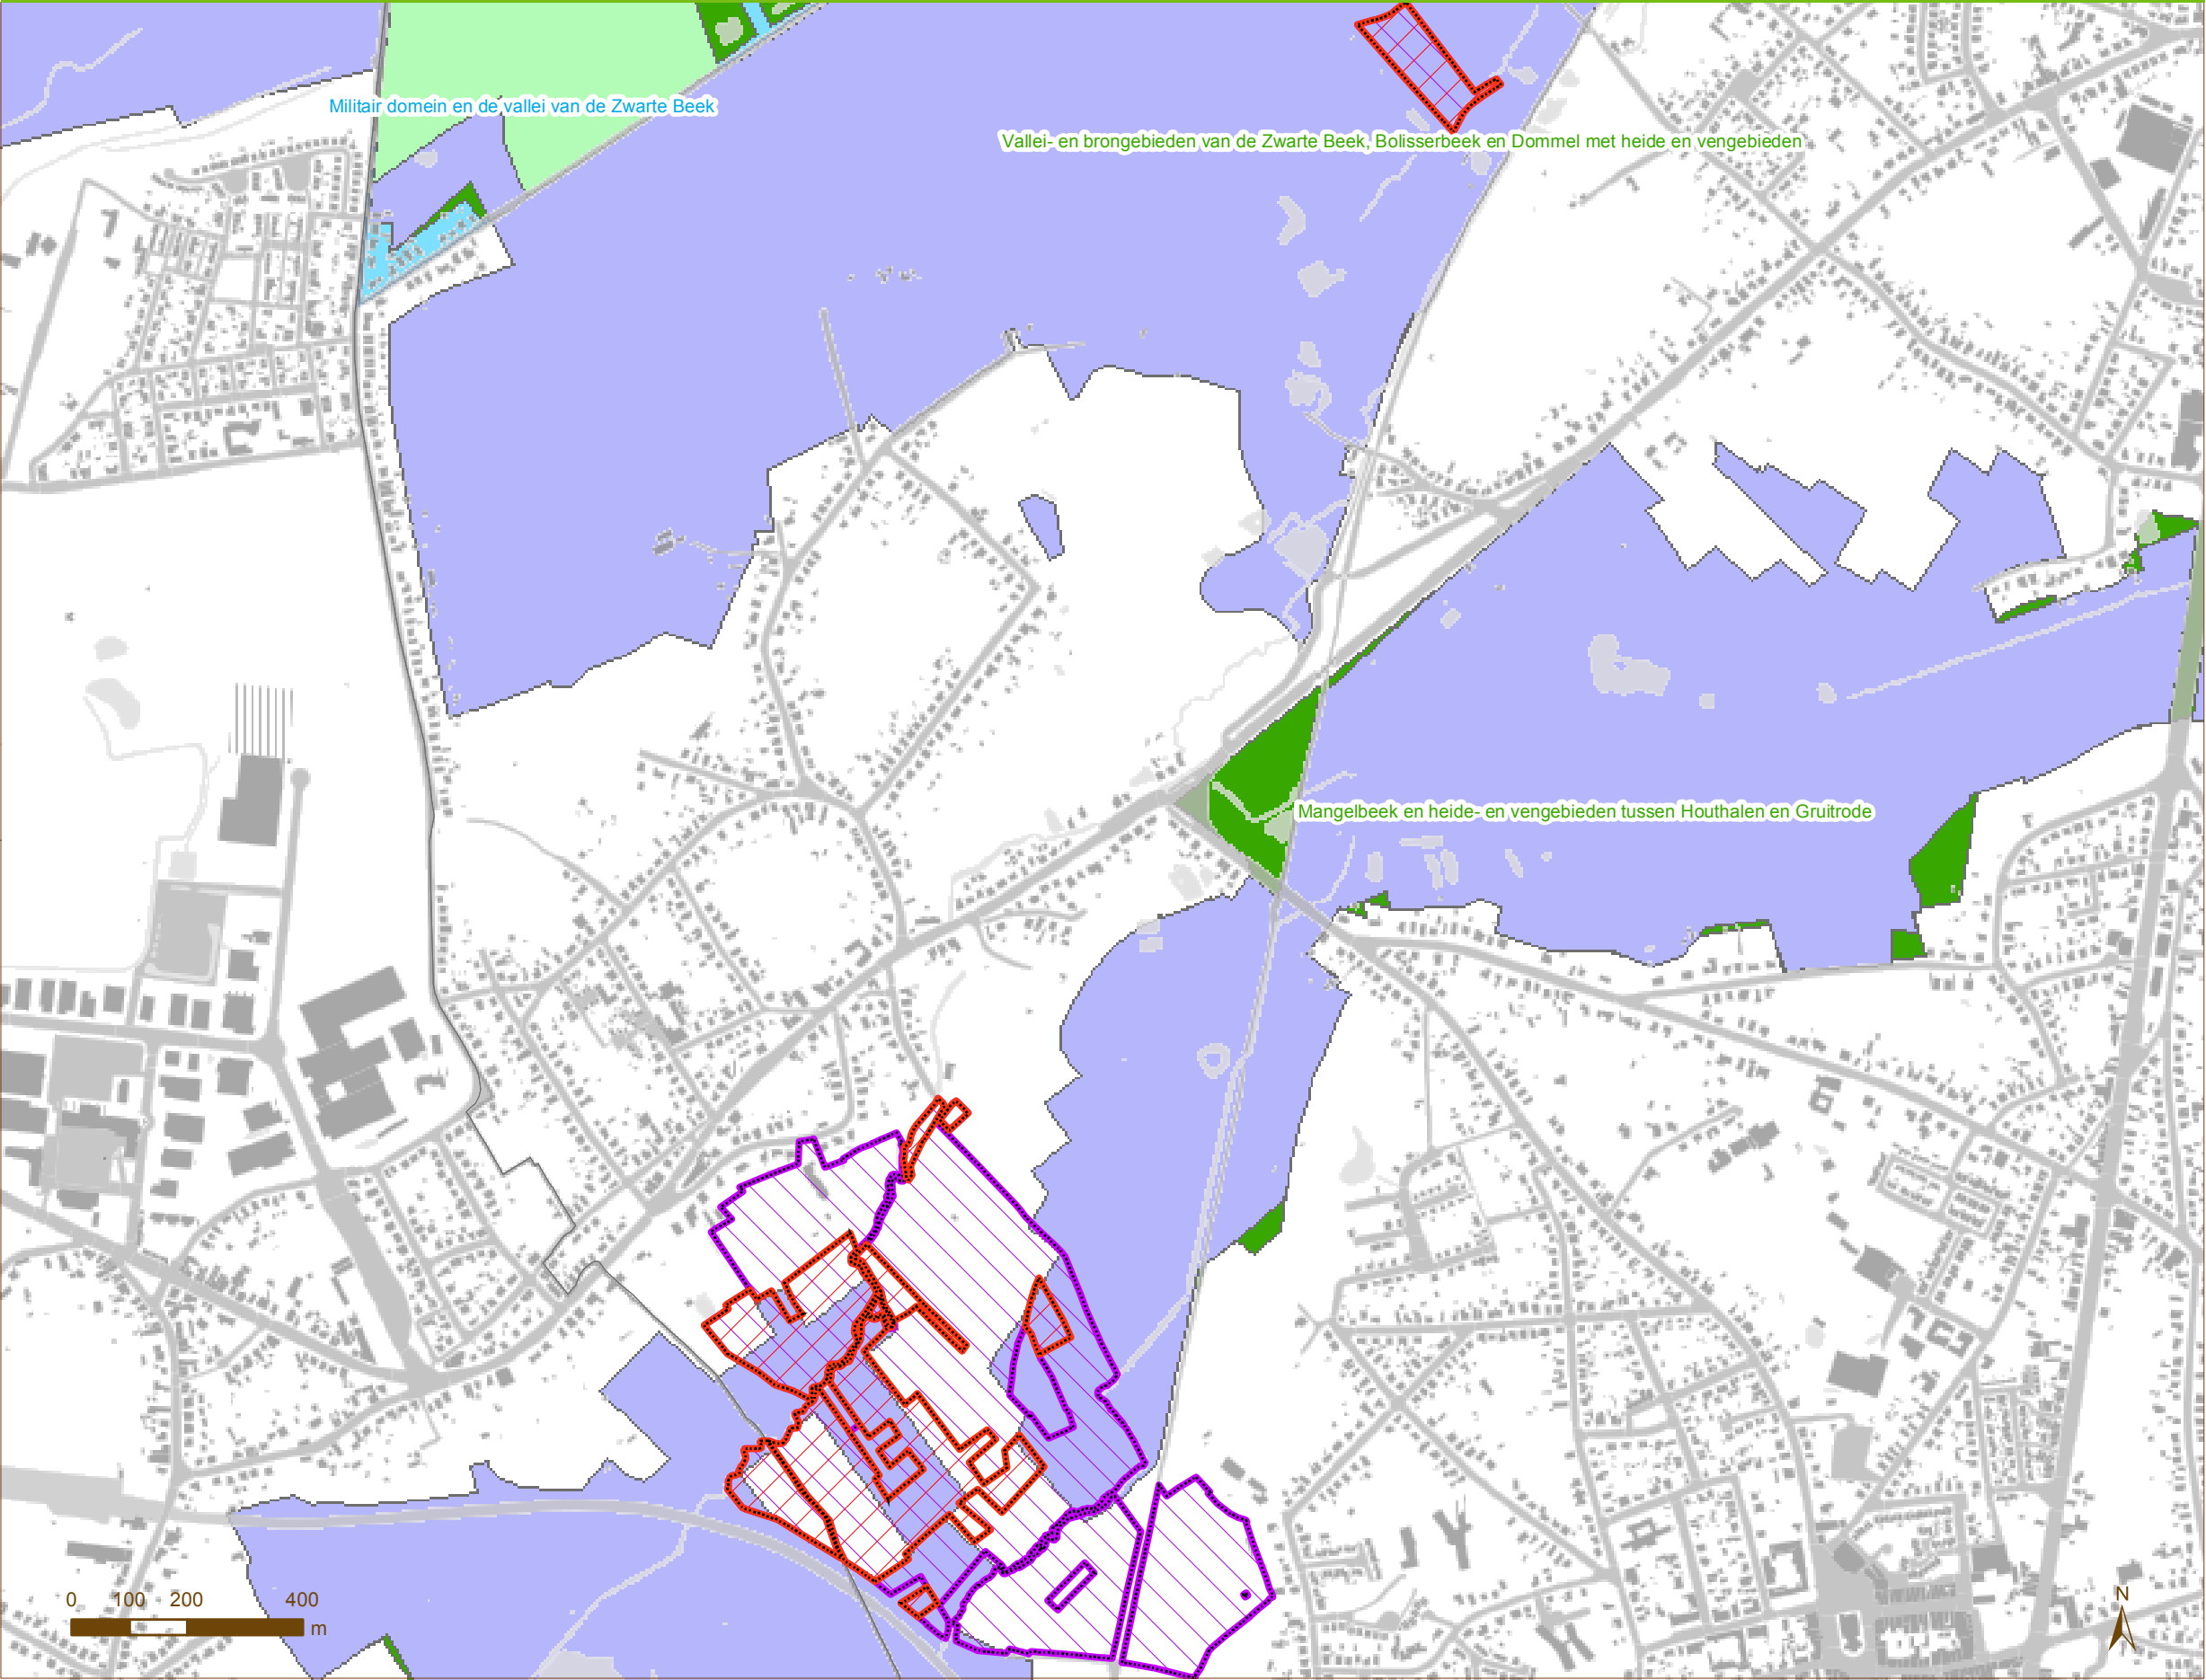 Militair domein en de vallei van de Zwarte Beek
Vallei- en brongebieden van de Zwarte Beek, Bolisserbeek en Dommel met heide en vengebieden
Mangelbeek en heide- en vengebieden tussen Houthalen en Gruitrode
0 100 200 400
m
N